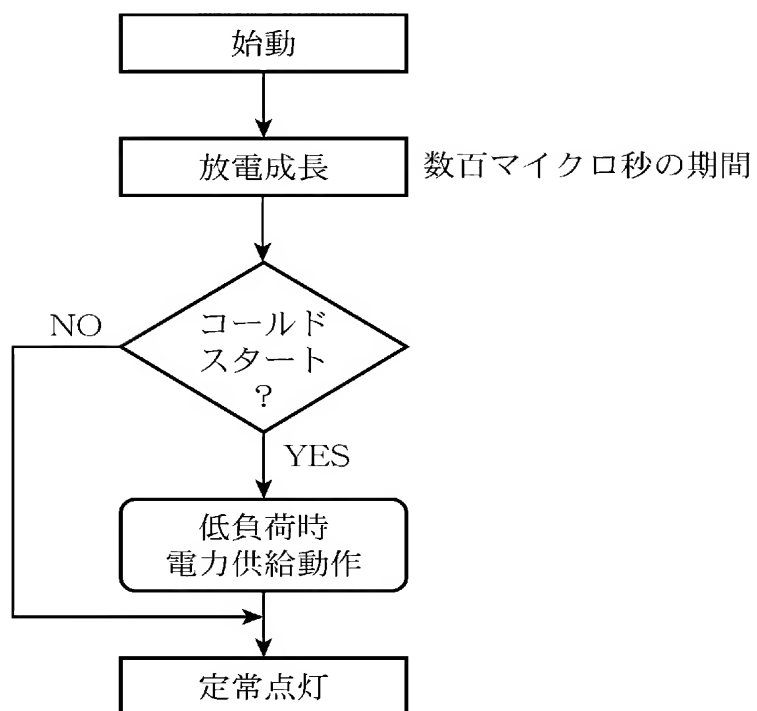 始動
放電成長
数百マイクロ秒の期間
コールド
スタート
?
NO
YES
低負荷時
電力供給動作
定常点灯